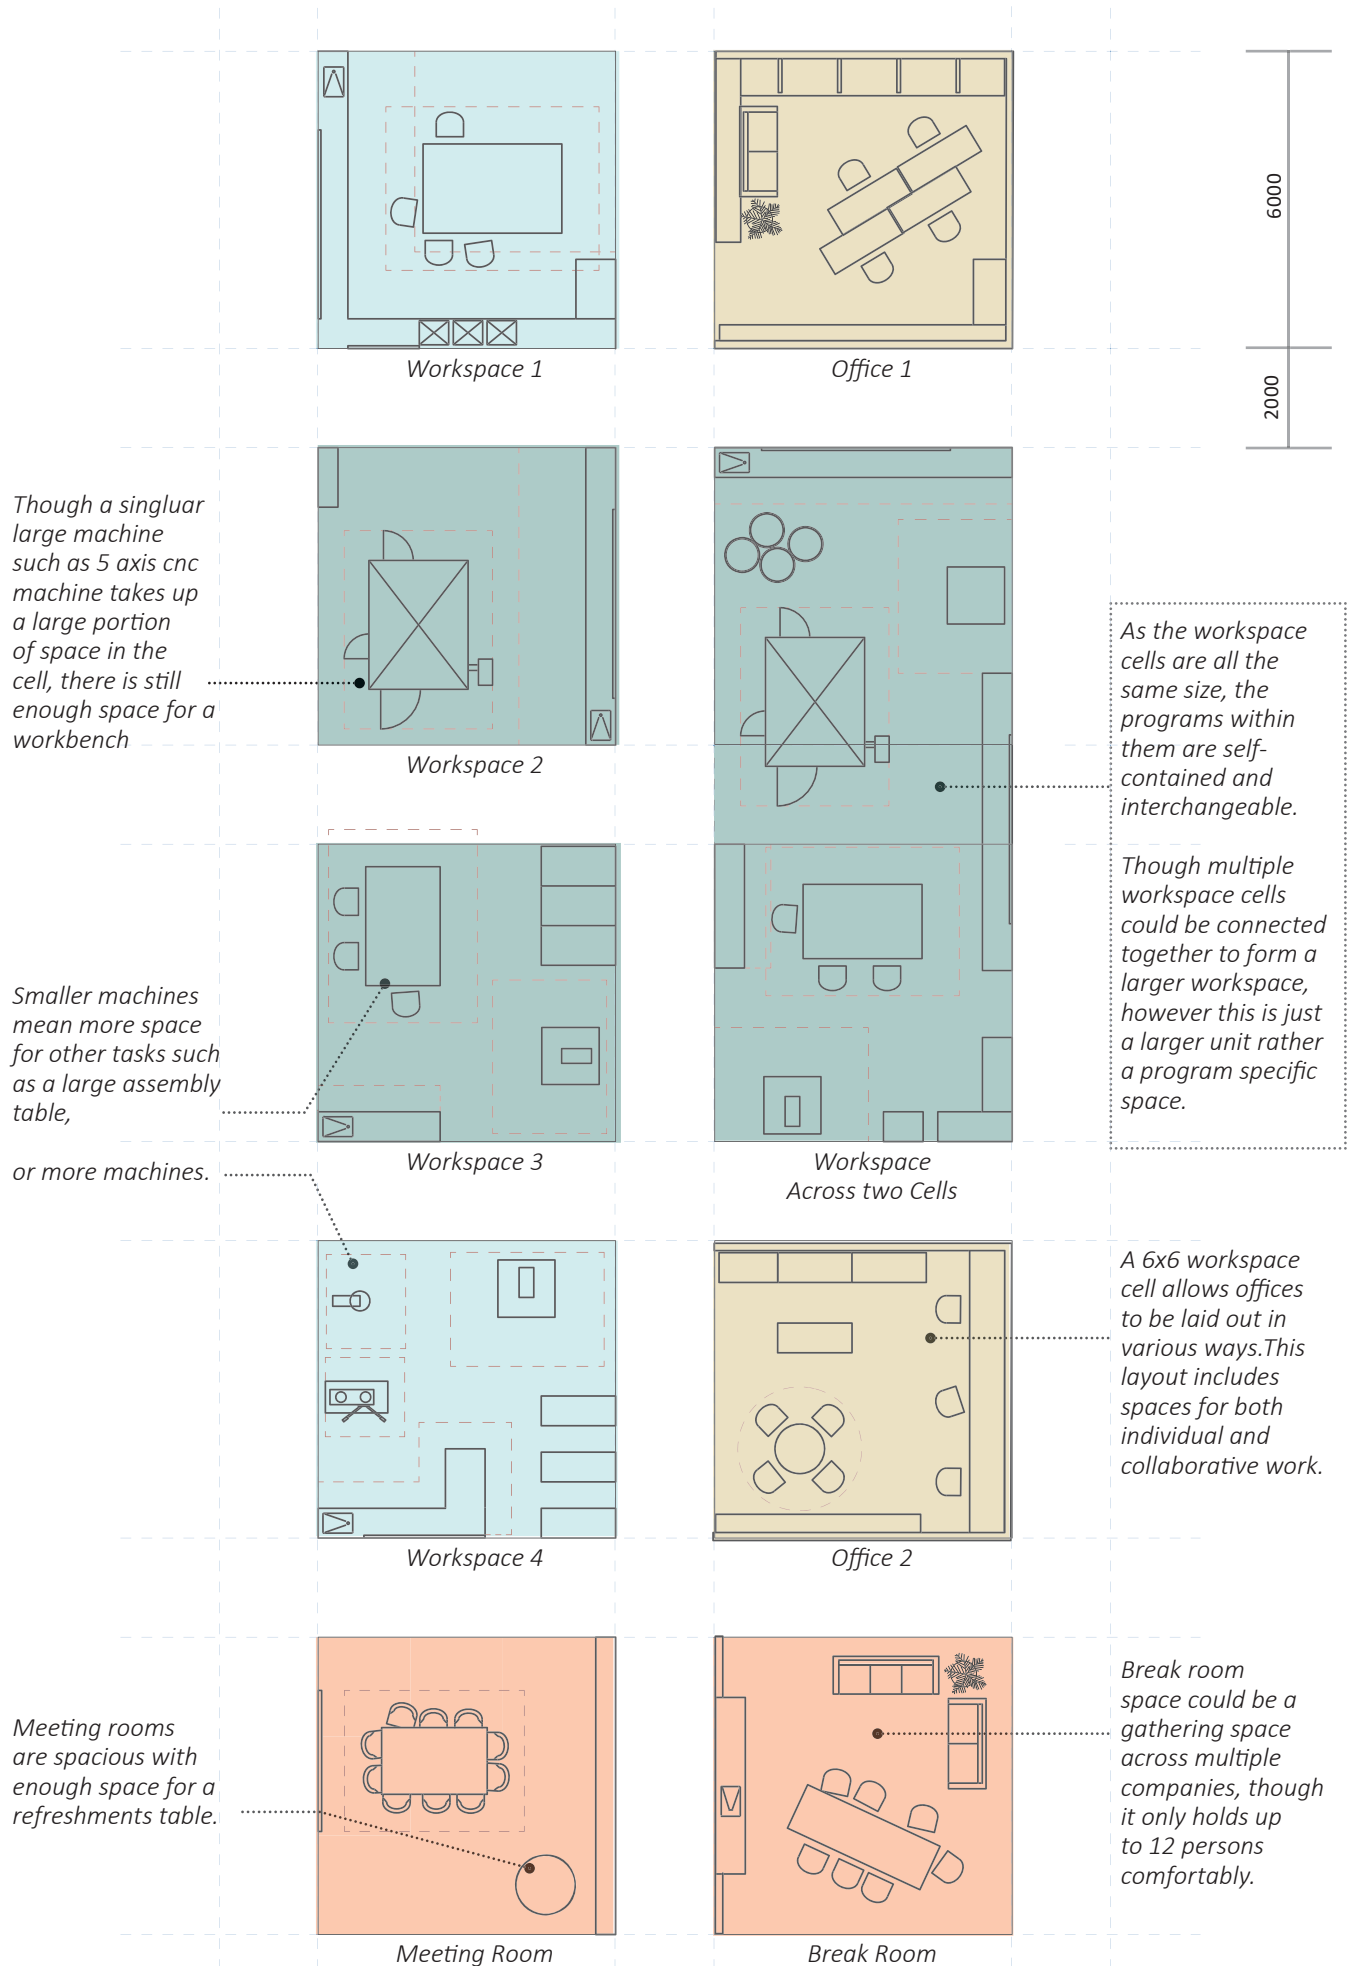 6000
Workspace 1
Office 1
2000
Though a singluar
large machine
such as 5 axis cnc
machine takes up
a large portion
of space in the
cell, there is still
enough space for a
workbench
Workspace 2
As the workspace
cells are all the
same size, the
programs within
them are self-
contained and
interchangeable.
Though multiple
workspace cells
could be connected
together to form a
larger workspace,
however this is just
a larger unit rather
a program specific
space.
Smaller machines
mean more space
for other tasks such
as a large assembly
table,
or more machines.
Workspace 3
Workspace
Across two Cells
A 6x6 workspace
cell allows offices
to be laid out in
various ways.This
layout includes
spaces for both
individual and
collaborative work.
Workspace 4
Office 2
Meeting rooms
are spacious with
enough space for a
refreshments table.
Break room
space could be a
gathering space
across multiple
companies, though
it only holds up
to 12 persons
comfortably.
Meeting Room
Break Room